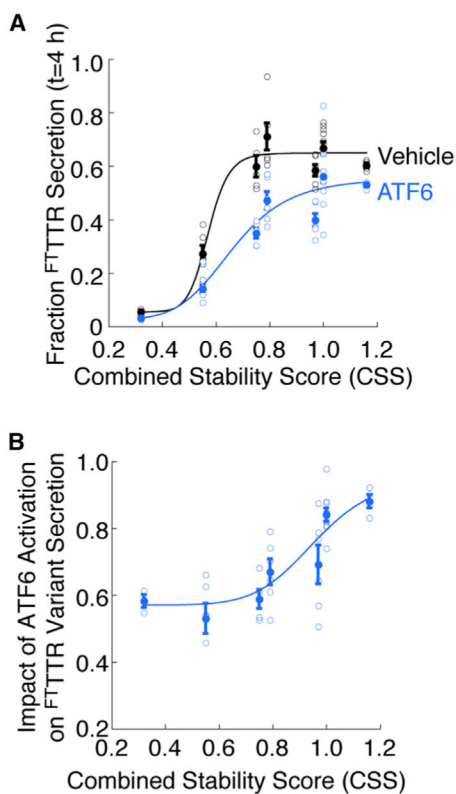 A
Fraction FTTTR Secretion (t=4 h)
1.0
0.8
0.6
0.4
0.2
0
Vehicle
ATF6
0.2 0.4 0.6 0.8 1.0 1.2
Combined Stability Score (CSS)
B
Impact of ATF6 Activation
on FTTTR Variant Secretion
1.0
0.8
0.6
0.4
0.2
0.2 0.4 0.6 0.8 1.0 1.2
Combined Stability Score (CSS)